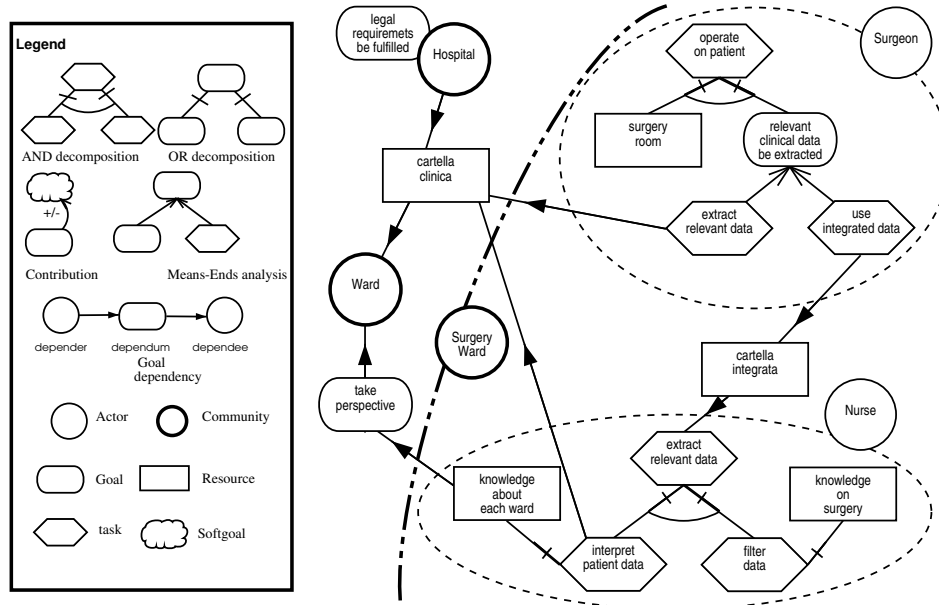 Legend
AND decomposition
OR decomposition
+/-
Contribution
Means-Ends analysis
depender
dependum
dependee
Goal
dependency
Actor
Community
Goal
Resource
task
Softgoal
legal
requiremets
be fulfilled
Hospital
cartella
clinica
Ward
take
perspective
Surgery
Ward
operate
on patient
Surgeon
surgery
room
relevant
clinical data
be extracted
extract
relevant data
use
integrated data
cartella
integrata
Nurse
extract
relevant data
knowledge
about
each ward
knowledge
on
surgery
interpret
patient data
filter
data